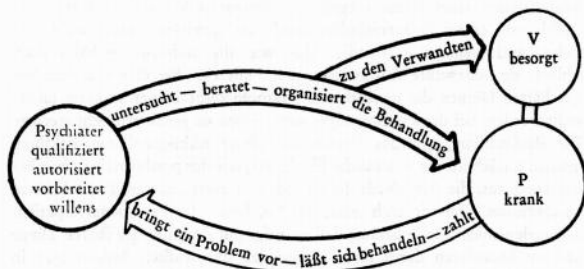 V
besorgt
zu den Verwandten
untersucht — beratet — organisiert die Behandlung
Psychiater
qualifiziert
autorisiert
vorbereitet
willens
P
krank
bringt ein Problem vor — läßt sich behandeln — zahlt